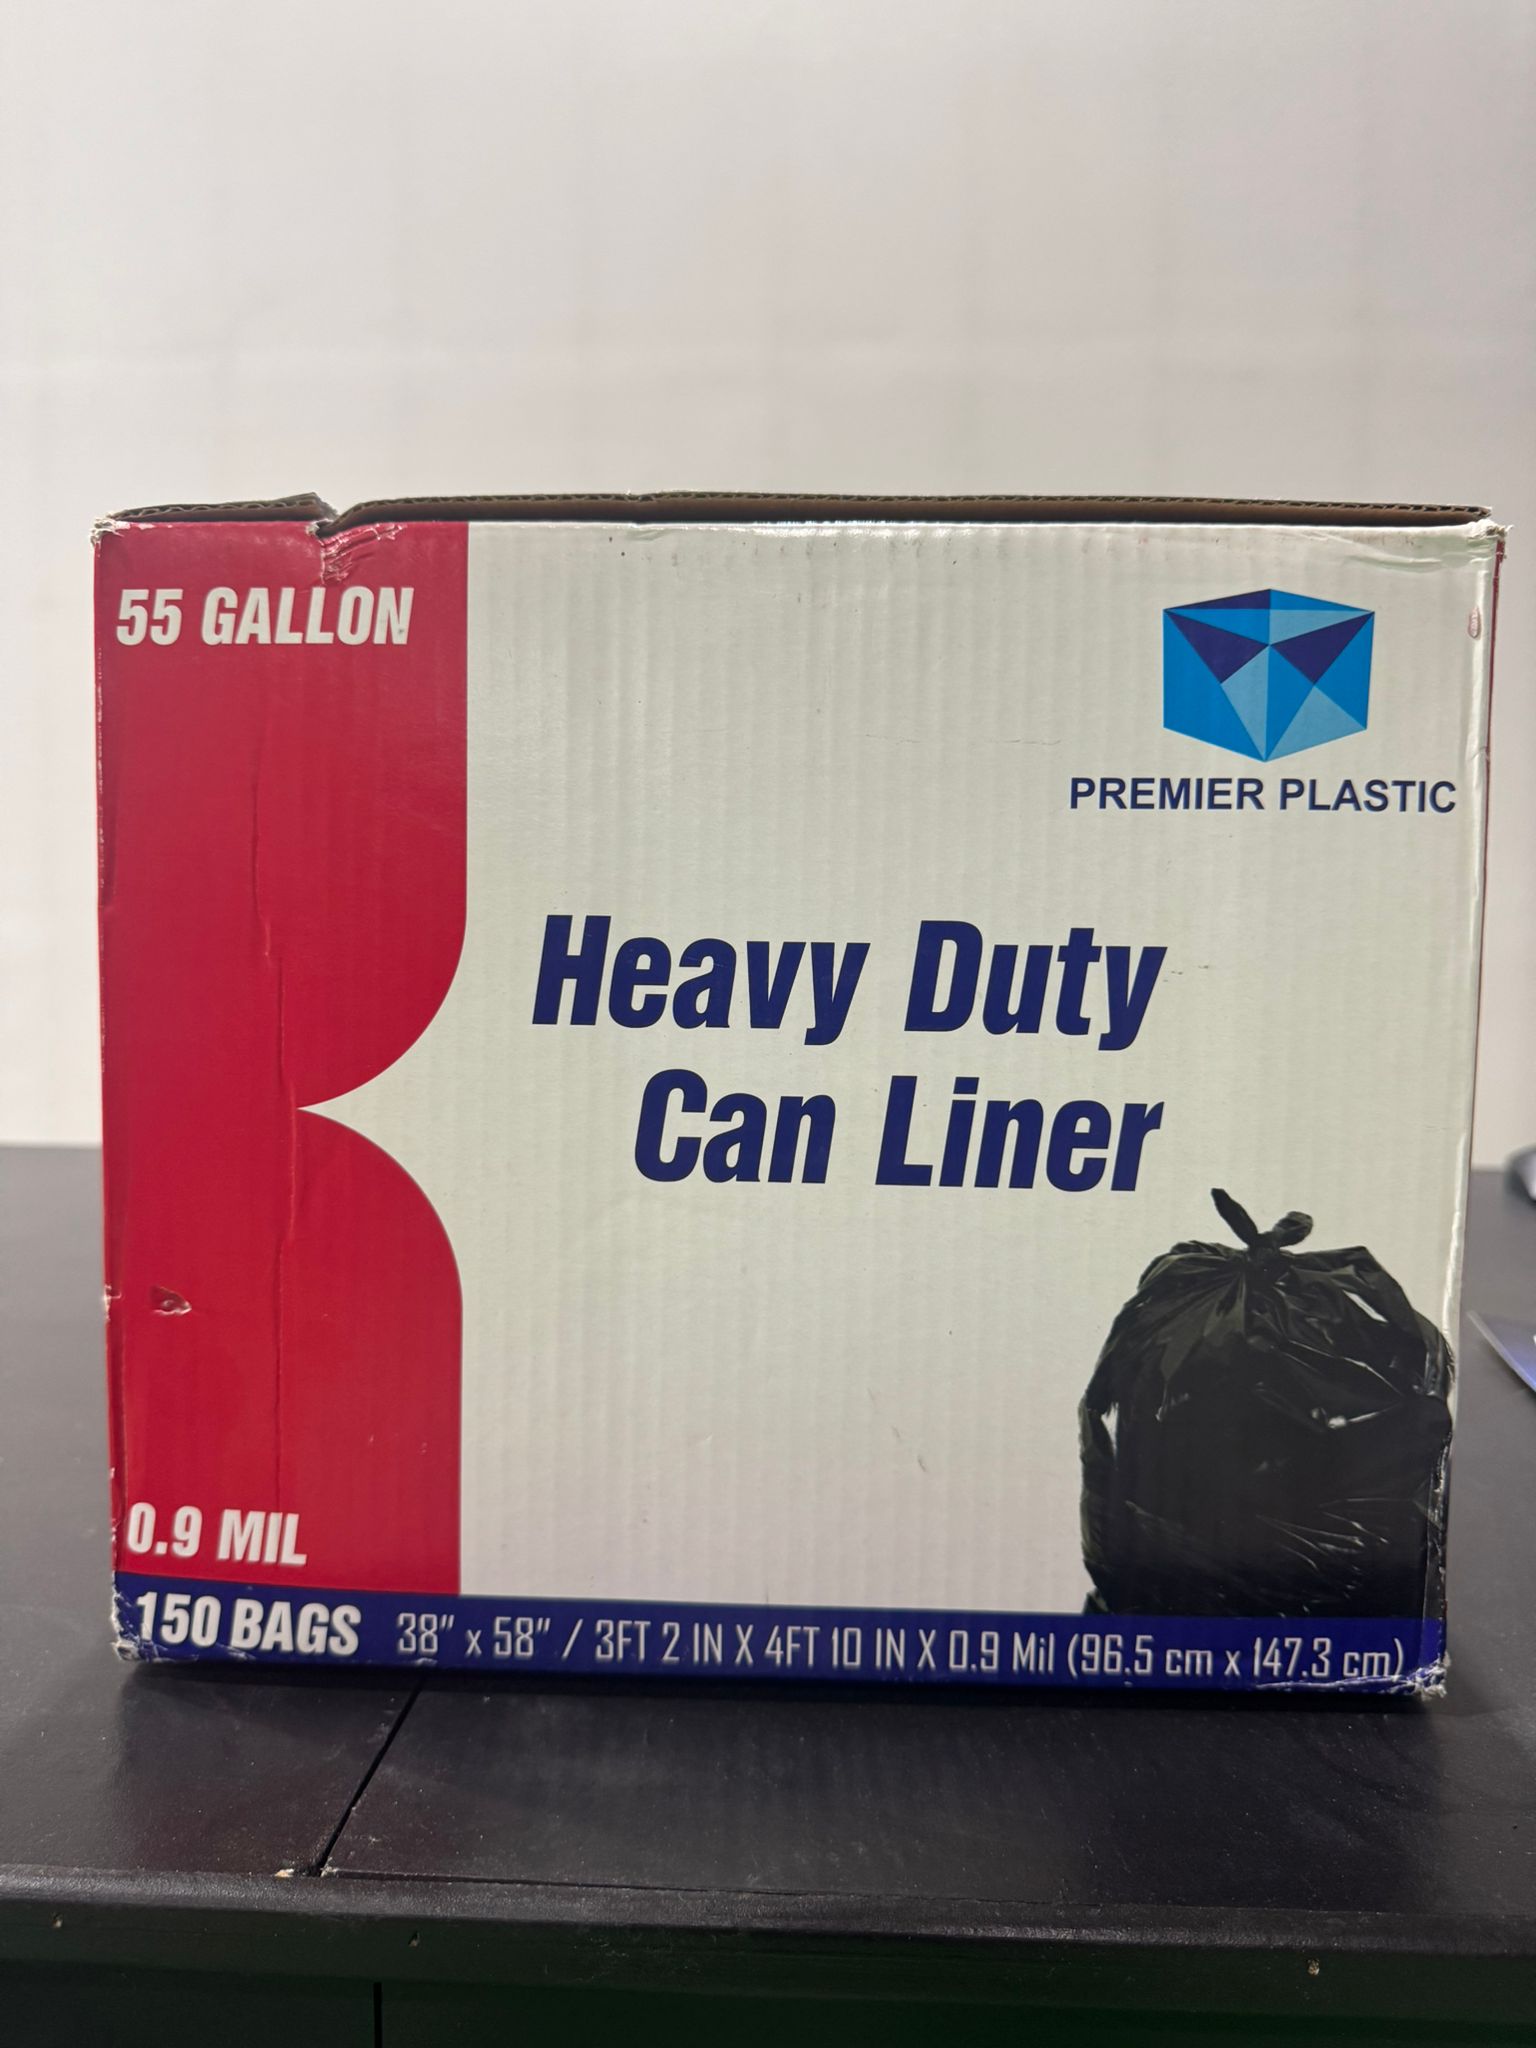 55 GALLON
PREMIER PLASTIC
Heavy Duty
Can Liner
0.9 MIL
150 BAGS 38" x 58" / 3FT 2 IN X 4FT 10 IN X 0.9 Mil (96.5 cm x 147.3 cm)